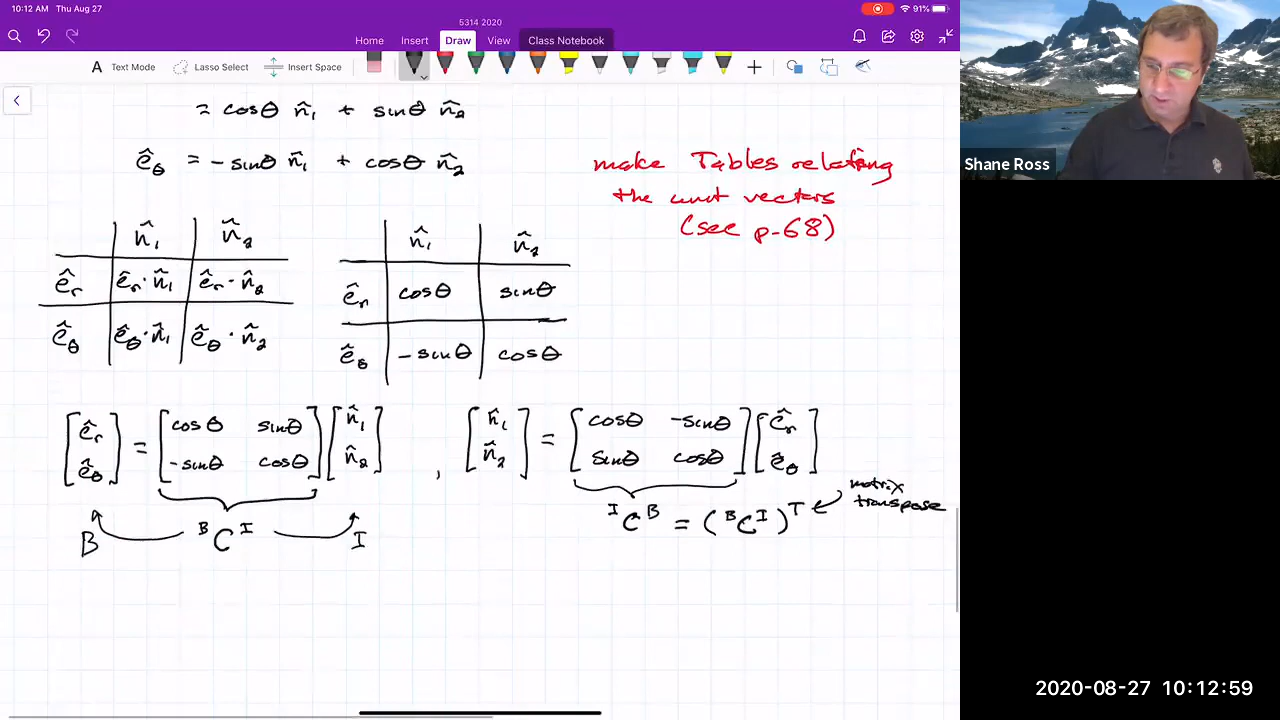 10:12 AM Thu Aug 27
91%
5314 2020
Home Insert Draw View Class Notebook
Text Mode Lasso Select Insert Space
= cosθ n̂₁ + sinθ n̂₂
ê_θ = -sinθ n̂₁ + cosθ n̂₂
make Tables relating
the unit vectors
(see p.68)
n̂₁ n̂₂
ê_r ê_r·n̂₁ ê_r·n̂₂
ê_θ ê_θ·n̂₁ ê_θ·n̂₂
n̂₁ n̂₂
ê_r cosθ sinθ
ê_θ -sinθ cosθ
[ê_r ê_θ] = [cosθ sinθ -sinθ cosθ] [n̂₁ n̂₂] , [n̂₁ n̂₂] = [cosθ -sinθ sinθ cosθ] [ê_r ê_θ]
B ᴮCᴵ I
ᴵCᴮ = (ᴮCᴵ)ᵀ
matrix
transpose
Shane Ross
2020-08-27 10:12:59